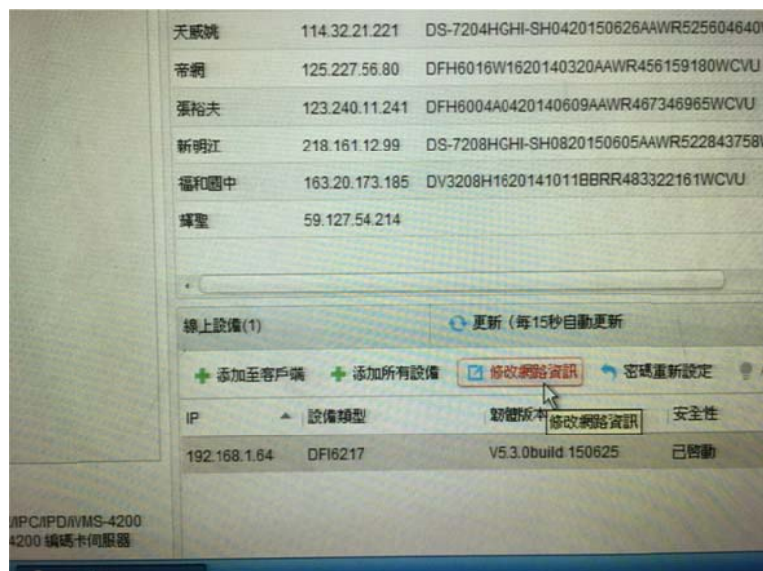 天威姚 114.32.21.221 DS-7204HGHI-SH0420150626AAWR525604640
帝網 125.227.56.80 DFH6016W1620140320AAWR456159180WCVU
張裕夫 123.240.11.241 DFH6004A0420140609AAWR467346965WCVU
新明江 218.161.12.99 DS-7208HGHI-SH0820150605AAWR522843758
福和國中 163.20.173.185 DV3208H1620141011BBRR483322161WCVU
輝聖 59.127.54.214
線上設備(1) 更新（每15秒自動更新
添加至客戶端 添加所有設備 修改網路資訊 密碼重新設定
IP 設備類型 韌體版本 修改網路資訊 安全性
192.168.1.64 DFI6217 V5.3.0build 150625 已啓動
/IPC/IPD/iVMS-4200
4200 編碼卡伺服器